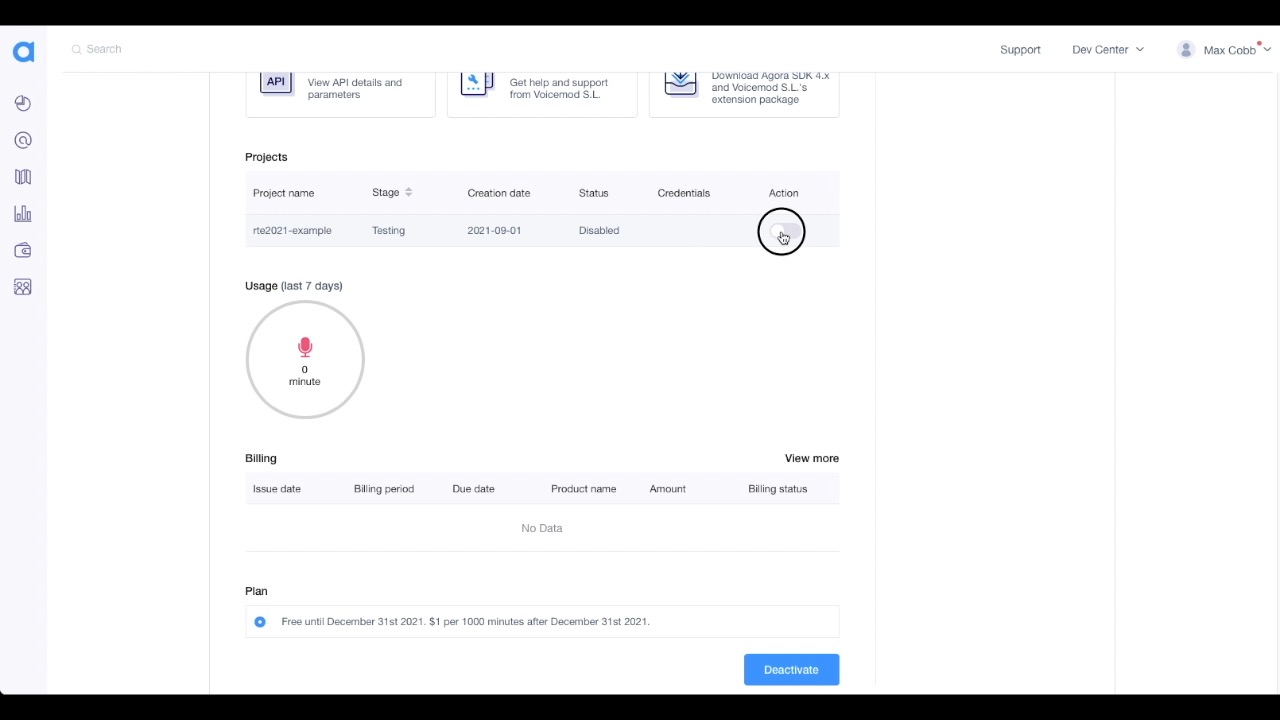 Search
Support
Dev Center
Max Cobb
API
View API details and
parameters
Get help and support
from Voicemod S.L.
Download Agora SDK 4.x
and Voicemod S.L.'s
extension package
Projects
Project name Stage Creation date Status Credentials Action
rte2021-example Testing 2021-09-01 Disabled
Usage (last 7 days)
0
minute
Billing View more
Issue date Billing period Due date Product name Amount Billing status
No Data
Plan
Free until December 31st 2021. $1 per 1000 minutes after December 31st 2021.
Deactivate